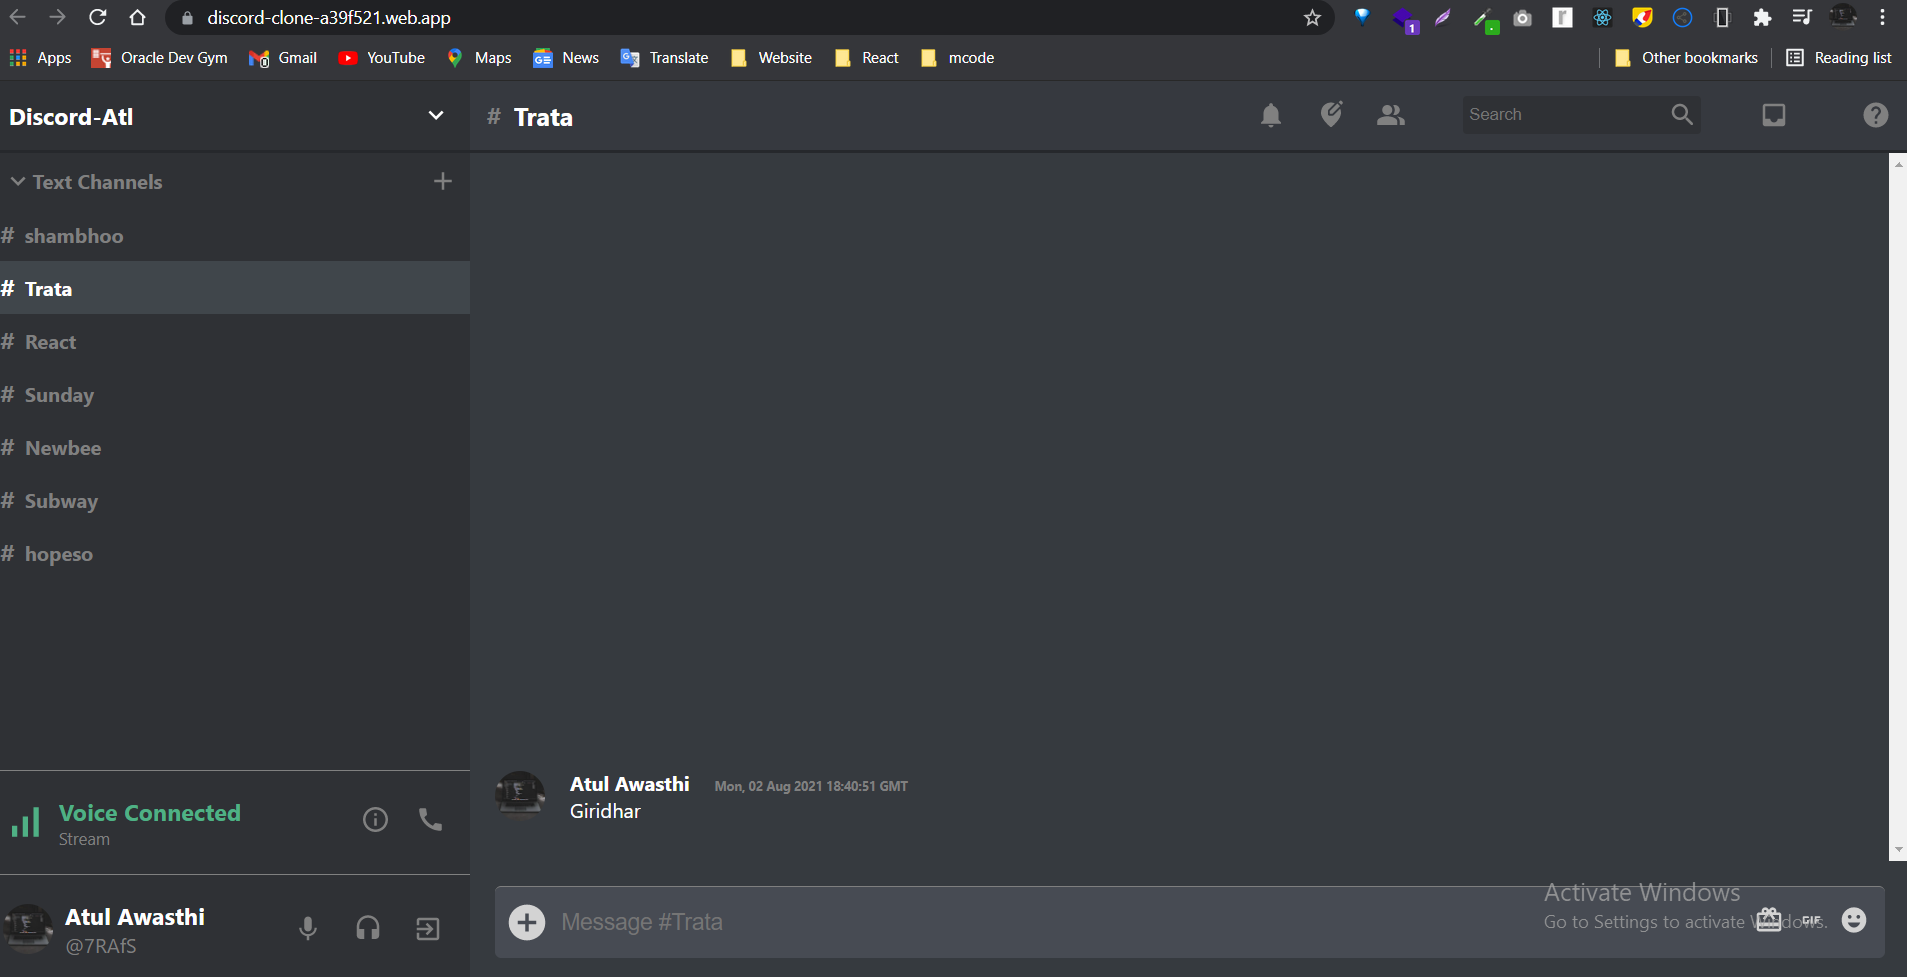 discord-clone-a39f521.web.app
1
Apps Oracle Dev Gym Gmail YouTube Maps News Translate Website React mcode Other bookmarks Reading list
Discord-Atl
# Trata
Search
Text Channels
# shambhoo
# Trata
# React
# Sunday
# Newbee
# Subway
# hopeso
Atul Awasthi Mon, 02 Aug 2021 18:40:51 GMT
Giridhar
Voice Connected
Stream
Atul Awasthi
@7RAfS
Message #Trata
GIF
Activate Windows
Go to Settings to activate Windows.